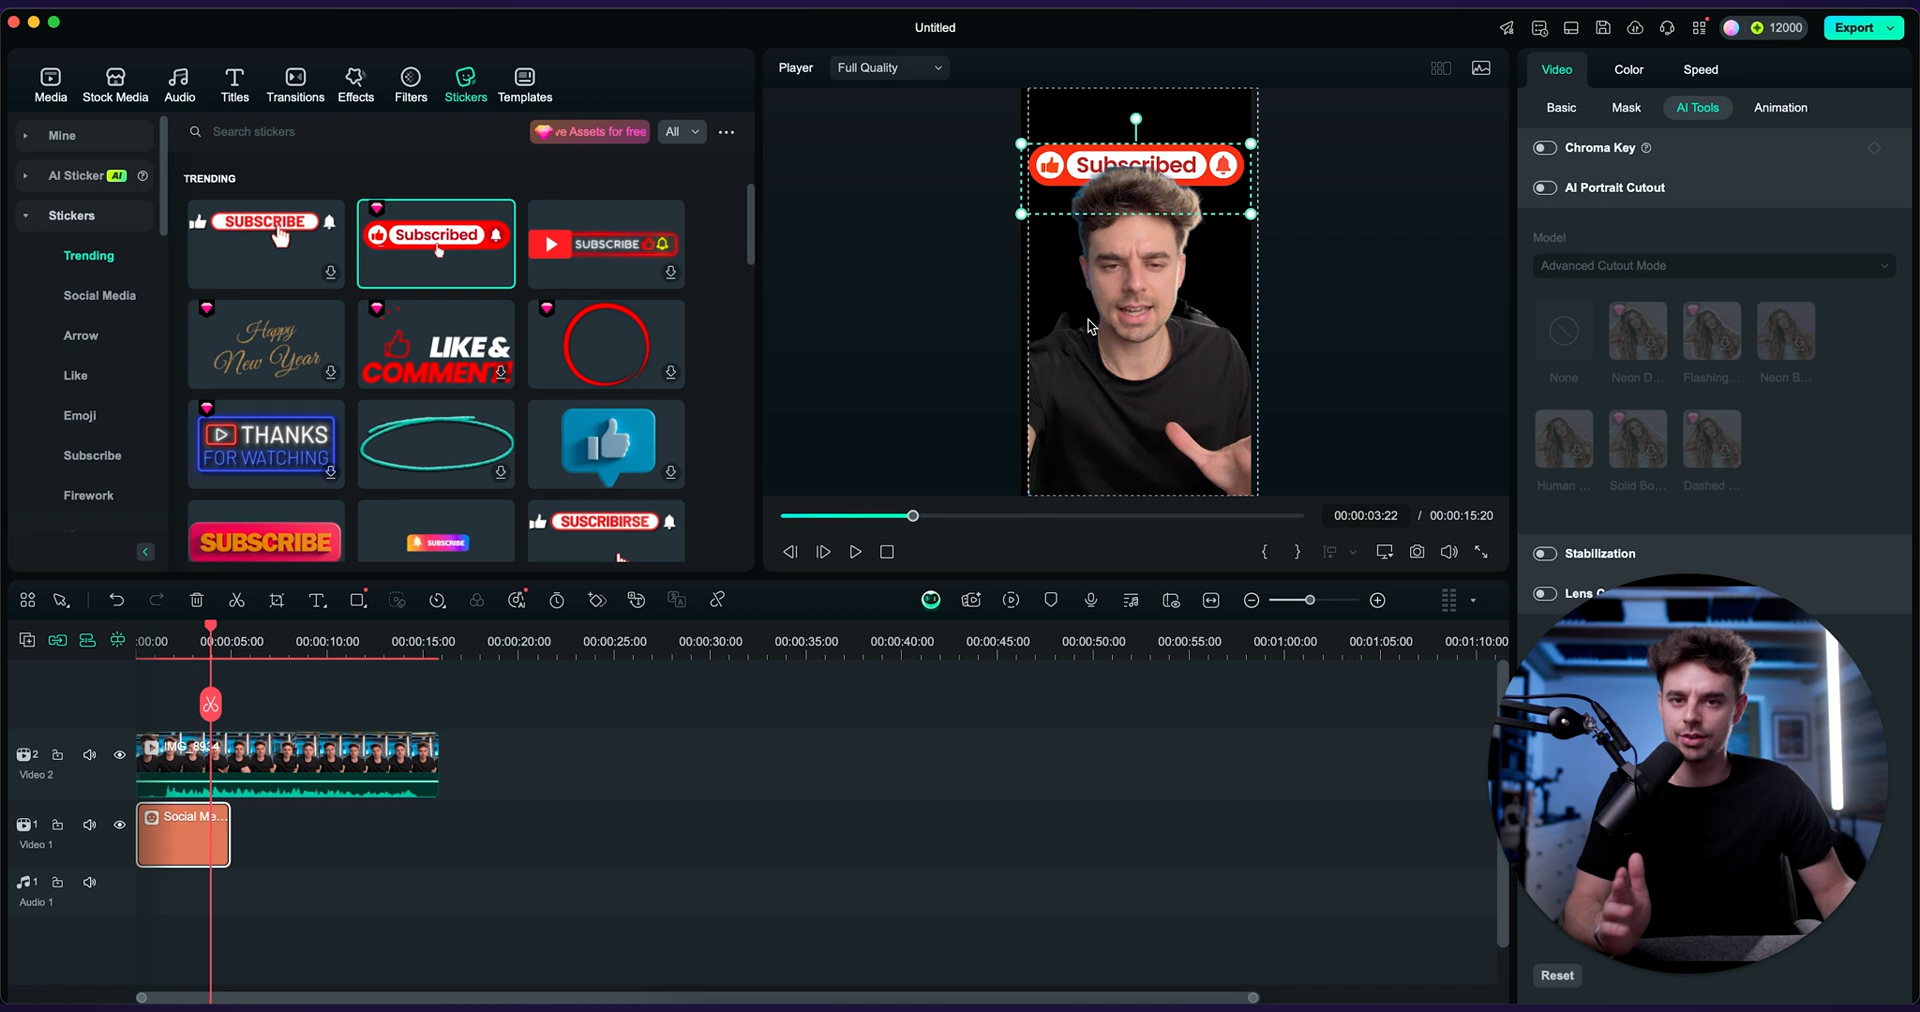 Untitled
12000
Export
Media
Stock Media
Audio
Titles
Transitions
Effects
Filters
Stickers
Templates
Player
Full Quality
Video
Color
Speed
Mine
AI Sticker
AI
Stickers
Trending
Social Media
Arrow
Like
Emoji
Subscribe
Firework
Search stickers
ve Assets for free
All
TRENDING
SUBSCRIBE
Subscribed
SUBSCRIBE
Happy
New Year
LIKE &
COMMENT!
THANKS
FOR WATCHING
SUBSCRIBE
SUBSCRIBE
SUSCRIBIRSE
Subscribed
00:00:03:22 / 00:00:15:20
Basic
Mask
AI Tools
Animation
Chroma Key
AI Portrait Cutout
Model
Advanced Cutout Mode
None
Neon D...
Flashing...
Neon B...
Human ...
Solid Bo...
Dashed ...
Stabilization
Lens C
Reset
:00:00
00:00:05:00
00:00:10:00
00:00:15:00
00:00:20:00
00:00:25:00
00:00:30:00
00:00:35:00
00:00:40:00
00:00:45:00
00:00:50:00
00:00:55:00
00:01:00:00
00:01:05:00
00:01:10:00
2
Video 2
IMG_8934
1
Video 1
Social Me...
1
Audio 1